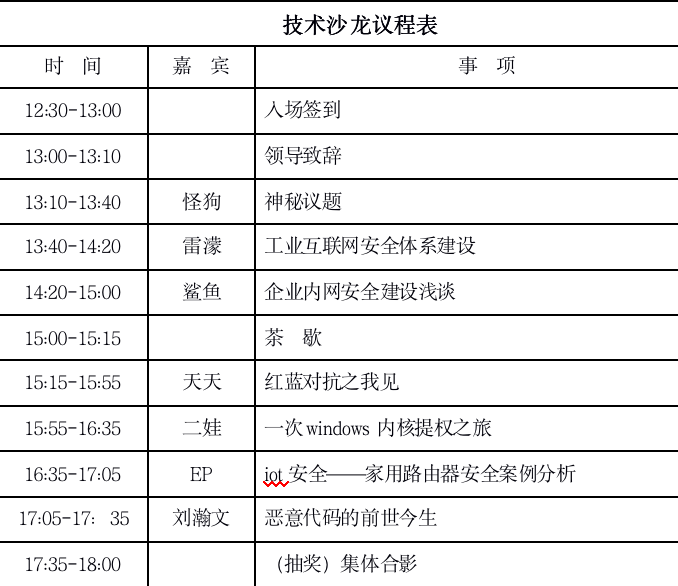 技术沙龙议程表
时 间 嘉 宾 事 项
12:30-13:00 入场签到
13:00-13:10 领导致辞
13:10-13:40 怪狗 神秘议题
13:40-14:20 雷濛 工业互联网安全体系建设
14:20-15:00 鲨鱼 企业内网安全建设浅谈
15:00-15:15 茶 歇
15:15-15:55 天天 红蓝对抗之我见
15:55-16:35 二娃 一次windows 内核提权之旅
16:35-17:05 EP iot 安全——家用路由器安全案例分析
17:05-17: 35 刘瀚文 恶意代码的前世今生
17:35-18:00 （抽奖）集体合影